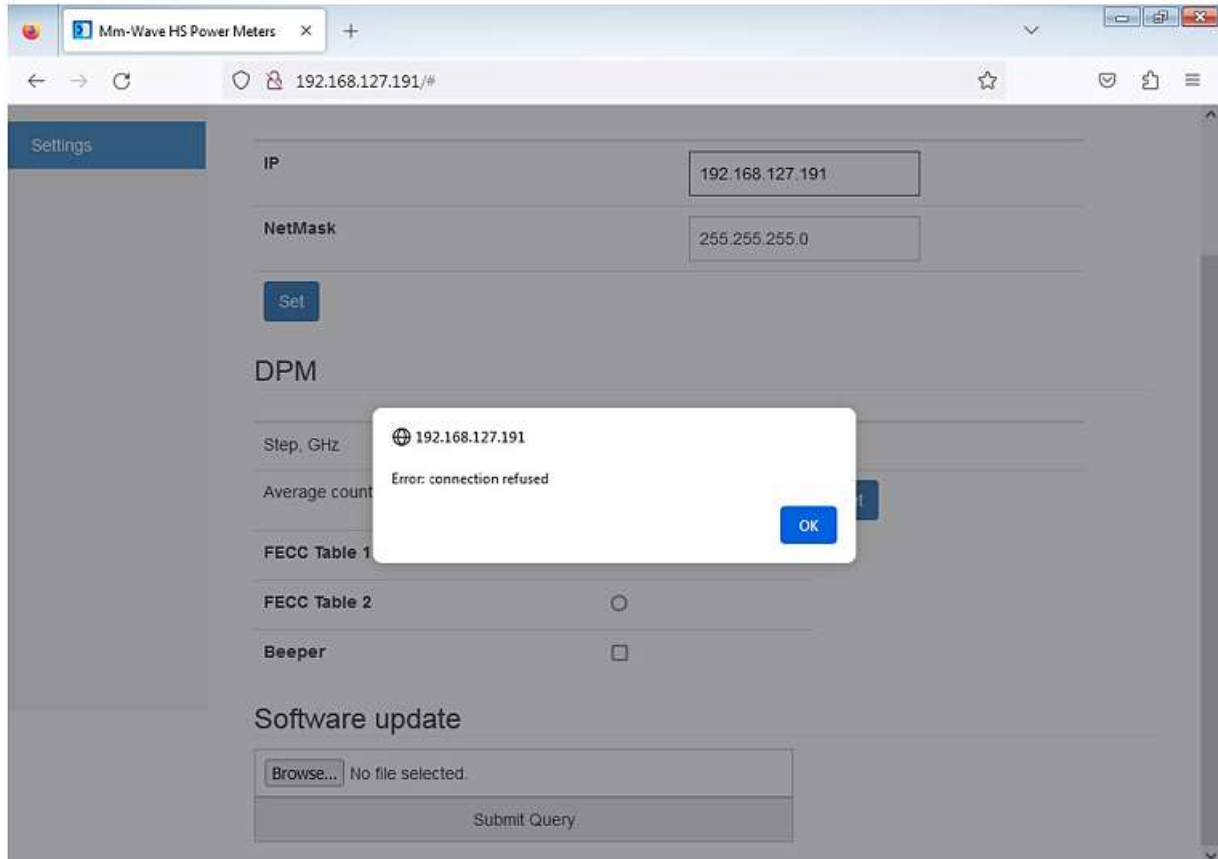 Mm-Wave HS Power Meters
192.168.127.191/#
Settings
IP
192.168.127.191
NetMask
255.255.255.0
Set
DPM
192.168.127.191
Error: connection refused
OK
Step, GHz
Average count
FECC Table 1
FECC Table 2
Beeper
Software update
Browse... No file selected.
Submit Query